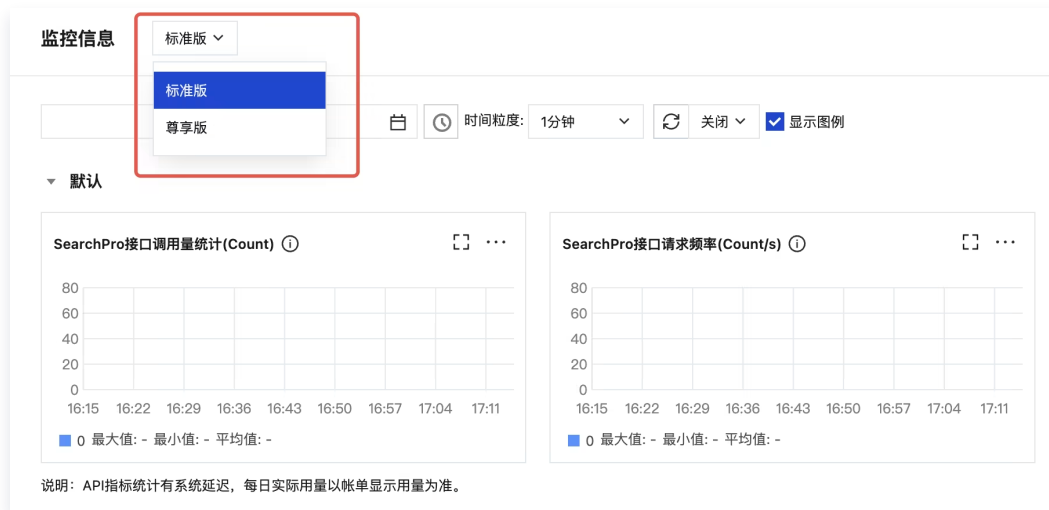 监控信息 标准版
标准版
尊享版
时间粒度: 1分钟 关闭 显示图例
默认
SearchPro接口调用量统计(Count)
80
60
40
20
0
16:15 16:22 16:29 16:36 16:43 16:50 16:57 17:04 17:11
0 最大值: - 最小值: - 平均值: -
SearchPro接口请求频率(Count/s)
80
60
40
20
0
16:15 16:22 16:29 16:36 16:43 16:50 16:57 17:04 17:11
0 最大值: - 最小值: - 平均值: -
说明：API指标统计有系统延迟，每日实际用量以帐单显示用量为准。